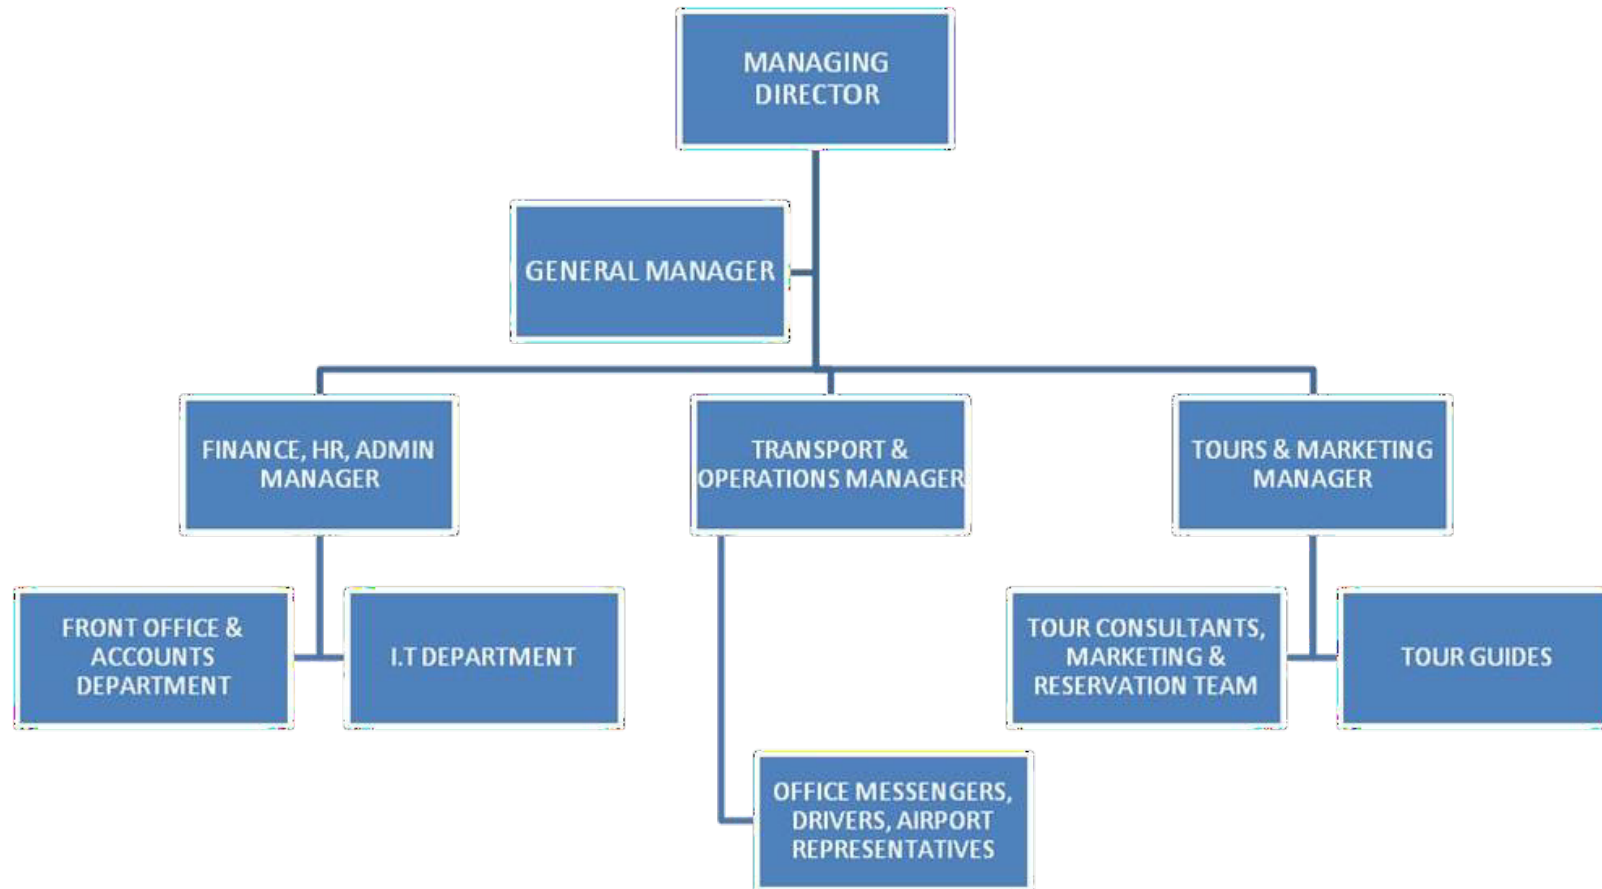 MANAGING
DIRECTOR
GENERAL MANAGER
FINANCE, HR, ADMIN
MANAGER
TRANSPORT &
OPERATIONS MANAGER
TOURS & MARKETING
MANAGER
FRONT OFFICE &
ACCOUNTS
DEPARTMENT
I.T DEPARTMENT
TOUR CONSULTANTS,
MARKETING &
RESERVATION TEAM
TOUR GUIDES
OFFICE MESSENGERS,
DRIVERS, AIRPORT
REPRESENTATIVES